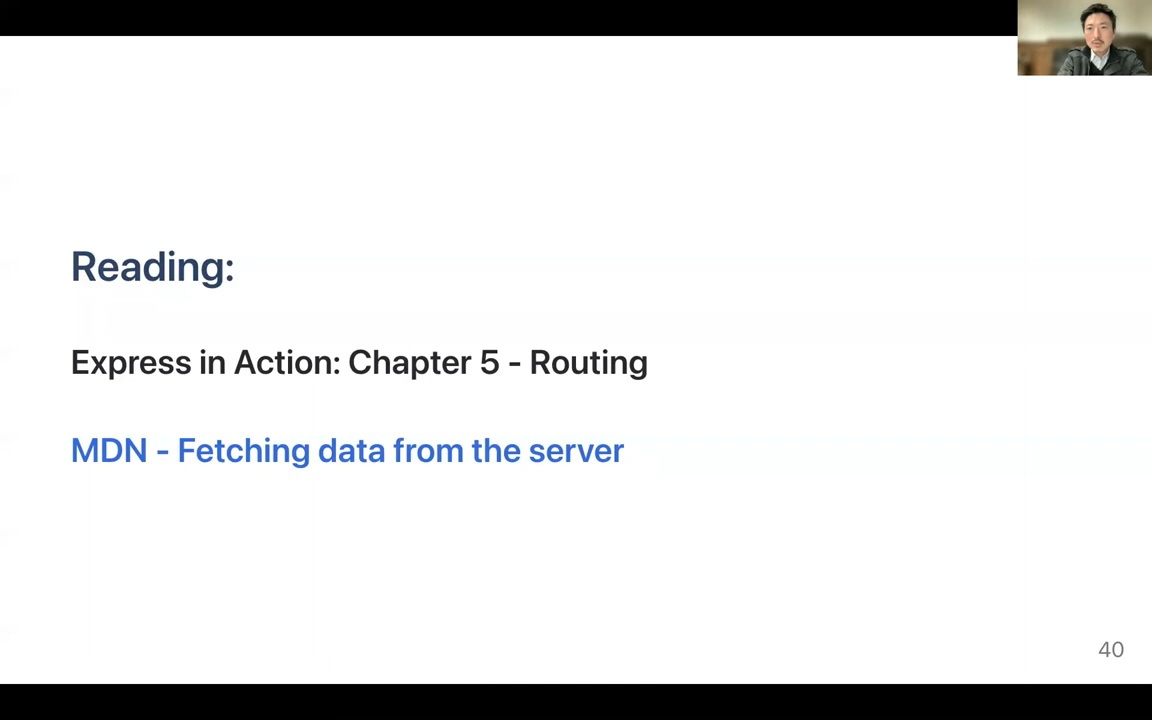 Reading:
Express in Action: Chapter 5 - Routing
MDN - Fetching data from the server
40